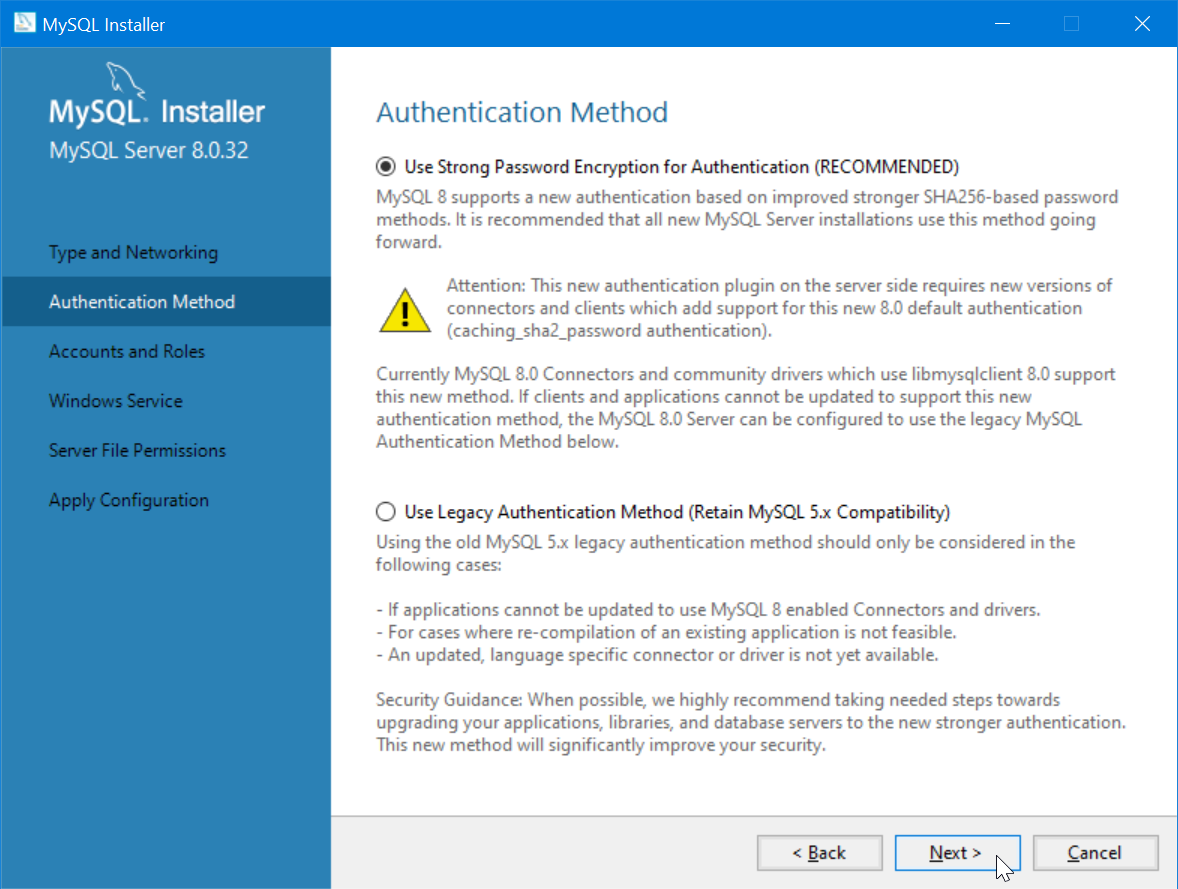 MySQL Installer
MySQL. Installer
MySQL Server 8.0.32
Type and Networking
Authentication Method
Accounts and Roles
Windows Service
Server File Permissions
Apply Configuration
Authentication Method
Use Strong Password Encryption for Authentication (RECOMMENDED)
MySQL 8 supports a new authentication based on improved stronger SHA256-based password
methods. It is recommended that all new MySQL Server installations use this method going
forward.
Attention: This new authentication plugin on the server side requires new versions of
connectors and clients which add support for this new 8.0 default authentication
(caching_sha2_password authentication).
Currently MySQL 8.0 Connectors and community drivers which use libmysqlclient 8.0 support
this new method. If clients and applications cannot be updated to support this new
authentication method, the MySQL 8.0 Server can be configured to use the legacy MySQL
Authentication Method below.
Use Legacy Authentication Method (Retain MySQL 5.x Compatibility)
Using the old MySQL 5.x legacy authentication method should only be considered in the
following cases:
- If applications cannot be updated to use MySQL 8 enabled Connectors and drivers.
- For cases where re-compilation of an existing application is not feasible.
- An updated, language specific connector or driver is not yet available.
Security Guidance: When possible, we highly recommend taking needed steps towards
upgrading your applications, libraries, and database servers to the new stronger authentication.
This new method will significantly improve your security.
< Back
Next >
Cancel